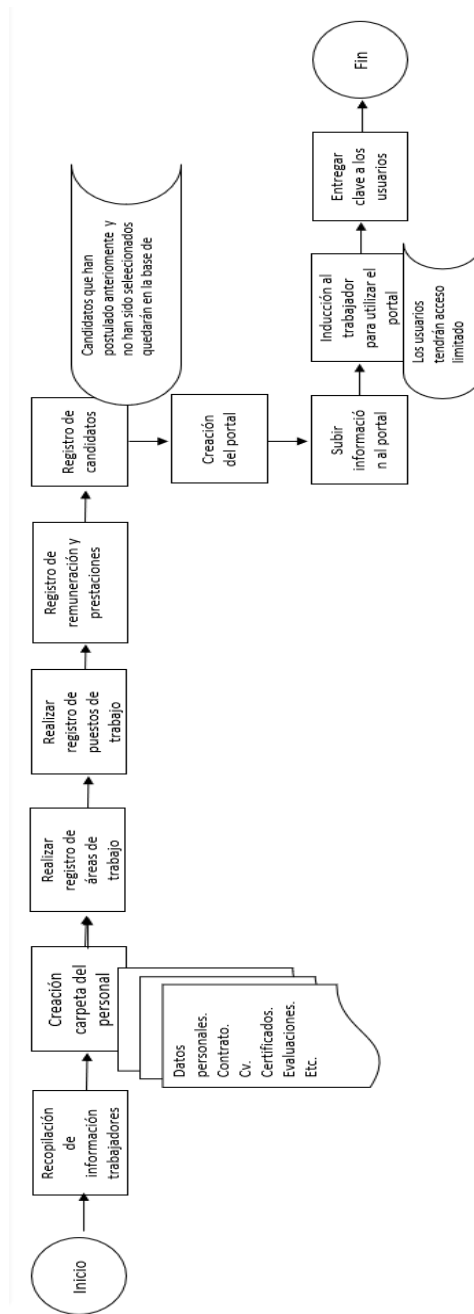 Inicio
Recopilación
de
información
trabajadores
Creación
carpeta del
personal
Datos
personales.
Contrato.
Cv.
Certificados.
Evaluaciones.
Etc.
Realizar
registro de
áreas de
trabajo
Realizar
registro de
puestos de
trabajo
Registro de
remuneración y
prestaciones
Registro de
candidatos
Candidatos que han
postulado anteriomente y
no han sido seleecionados
quedarán en la base de
Creación
del portal
Subir
informació
n al portal
Inducción al
trabajador
para utilizar el
portal
Los usuarios
tendrán acceso
limitado
Entregar
clave a los
usuarios
Fin